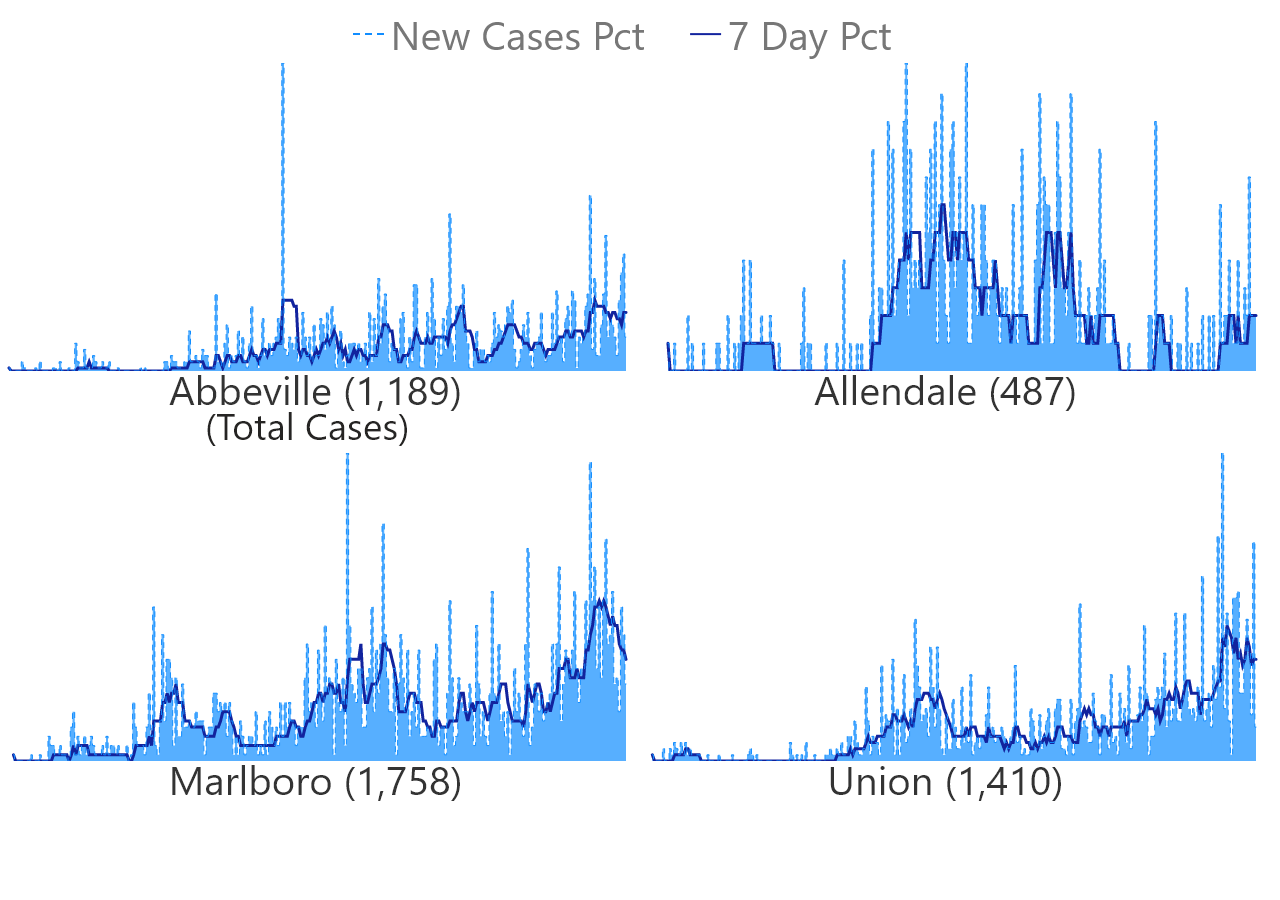 New Cases Pct 7 Day Pct
Abbeville (1,189)
(Total Cases)
Allendale (487)
Marlboro (1,758)
Union (1,410)